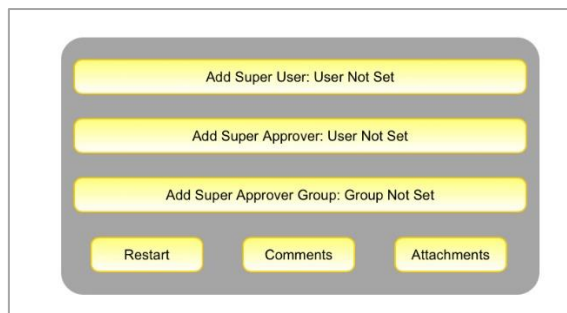 Add Super User: User Not Set
Add Super Approver: User Not Set
Add Super Approver Group: Group Not Set
Restart Comments Attachments